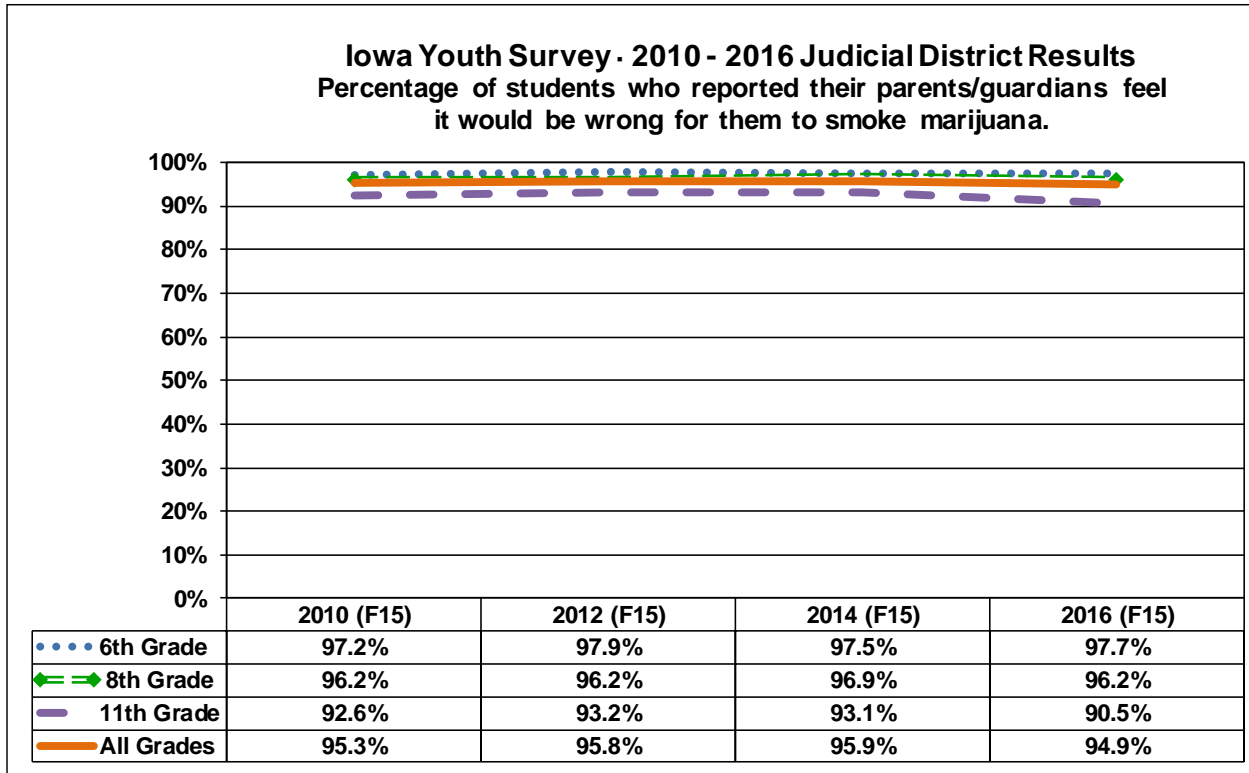 Iowa Youth Survey · 2010 - 2016 Judicial District Results
Percentage of students who reported their parents/guardians feel
it would be wrong for them to smoke marijuana.
100%
90%
80%
70%
60%
50%
40%
30%
20%
10%
0%
2010 (F15) 2012 (F15) 2014 (F15) 2016 (F15)
6th Grade 97.2% 97.9% 97.5% 97.7%
8th Grade 96.2% 96.2% 96.9% 96.2%
11th Grade 92.6% 93.2% 93.1% 90.5%
All Grades 95.3% 95.8% 95.9% 94.9%